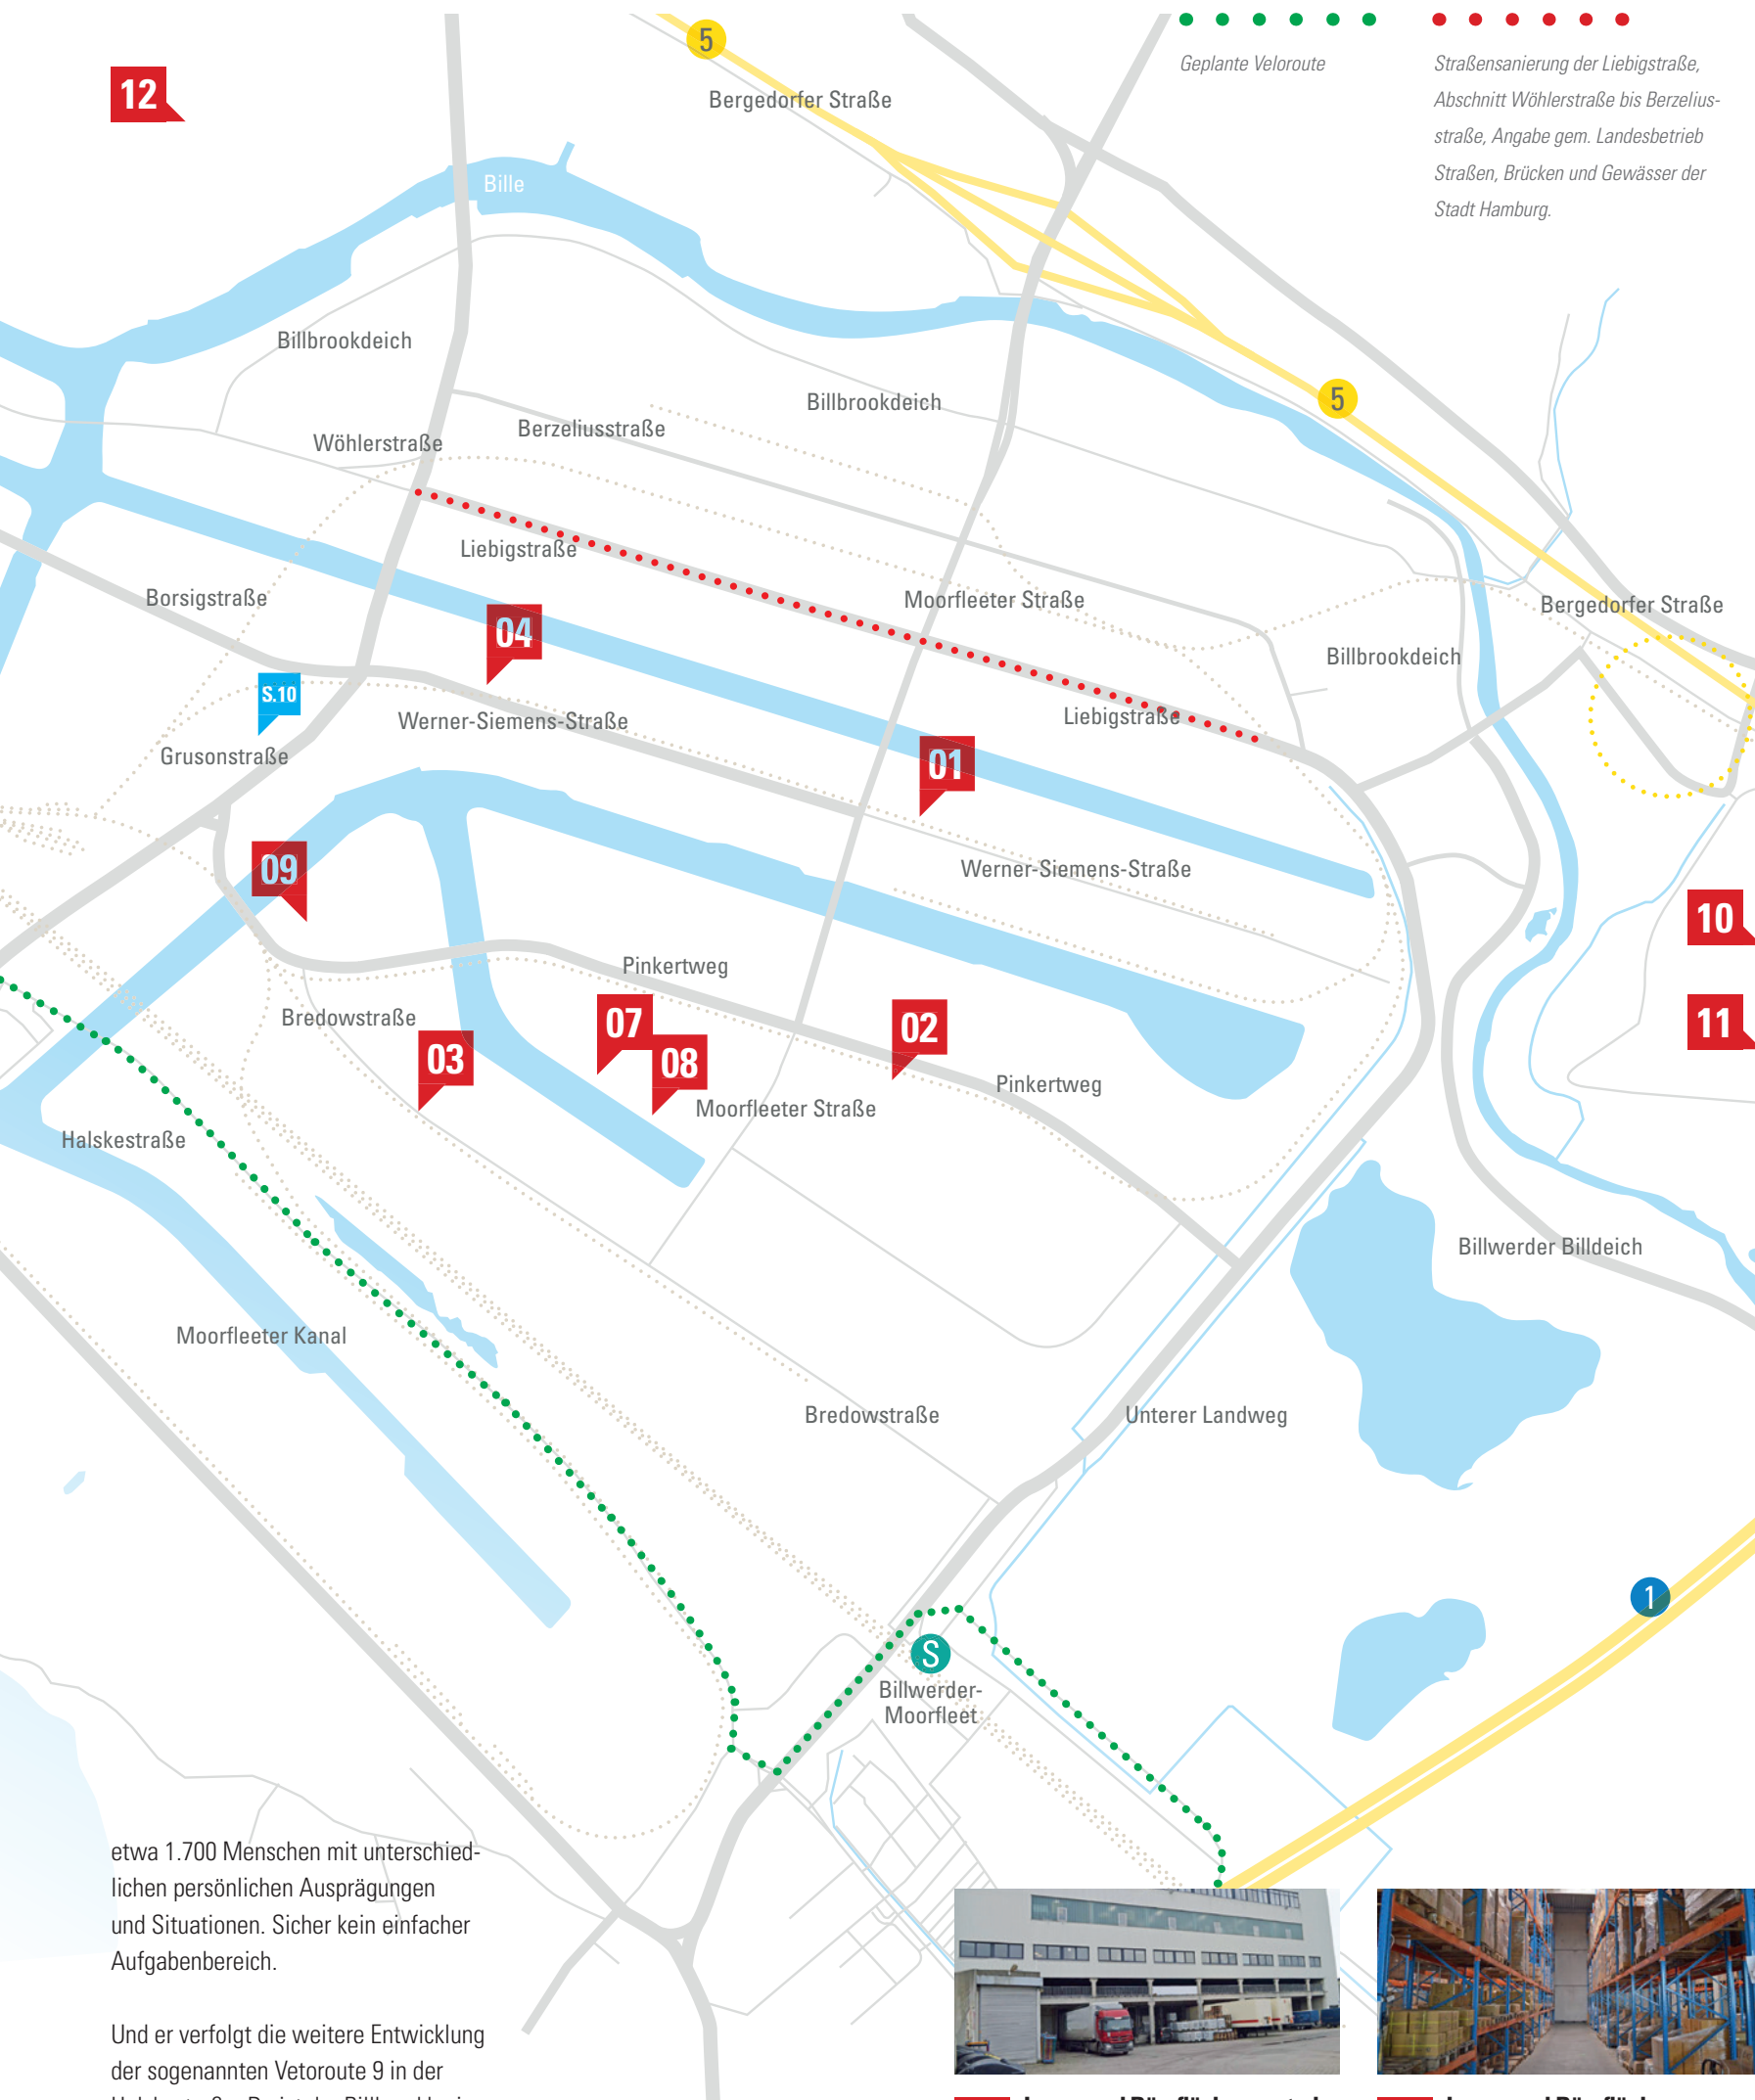 5
Geplante Veloroute
Straßensanierung der Liebigstraße,
Abschnitt Wöhlerstraße bis Berzelius-
straße, Angabe gem. Landesbetrieb
Straßen, Brücken und Gewässer der
Stadt Hamburg.
12
Bergedorfer Straße
Bille
Billbrookdeich
Billbrookdeich
5
Wöhlerstraße
Berzeliusstraße
Liebigstraße
Borsigstraße
Moorfleeter Straße
Bergedorfer Straße
04
Billbrookdeich
S.10
Werner-Siemens-Straße
Liebigstraße
Grusonstraße
01
09
Werner-Siemens-Straße
10
Pinkertweg
Bredowstraße
07
02
11
03
08
Pinkertweg
Moorfleeter Straße
Halskestraße
Billwerder Billdeich
Moorfleeter Kanal
Bredowstraße
Unterer Landweg
1
S
Billwerder-
Moorfleet
etwa 1.700 Menschen mit unterschied-
lichen persönlichen Ausprägungen
und Situationen. Sicher kein einfacher
Aufgabenbereich.
Und er verfolgt die weitere Entwicklung
der sogenannten Vetoroute 9 in der